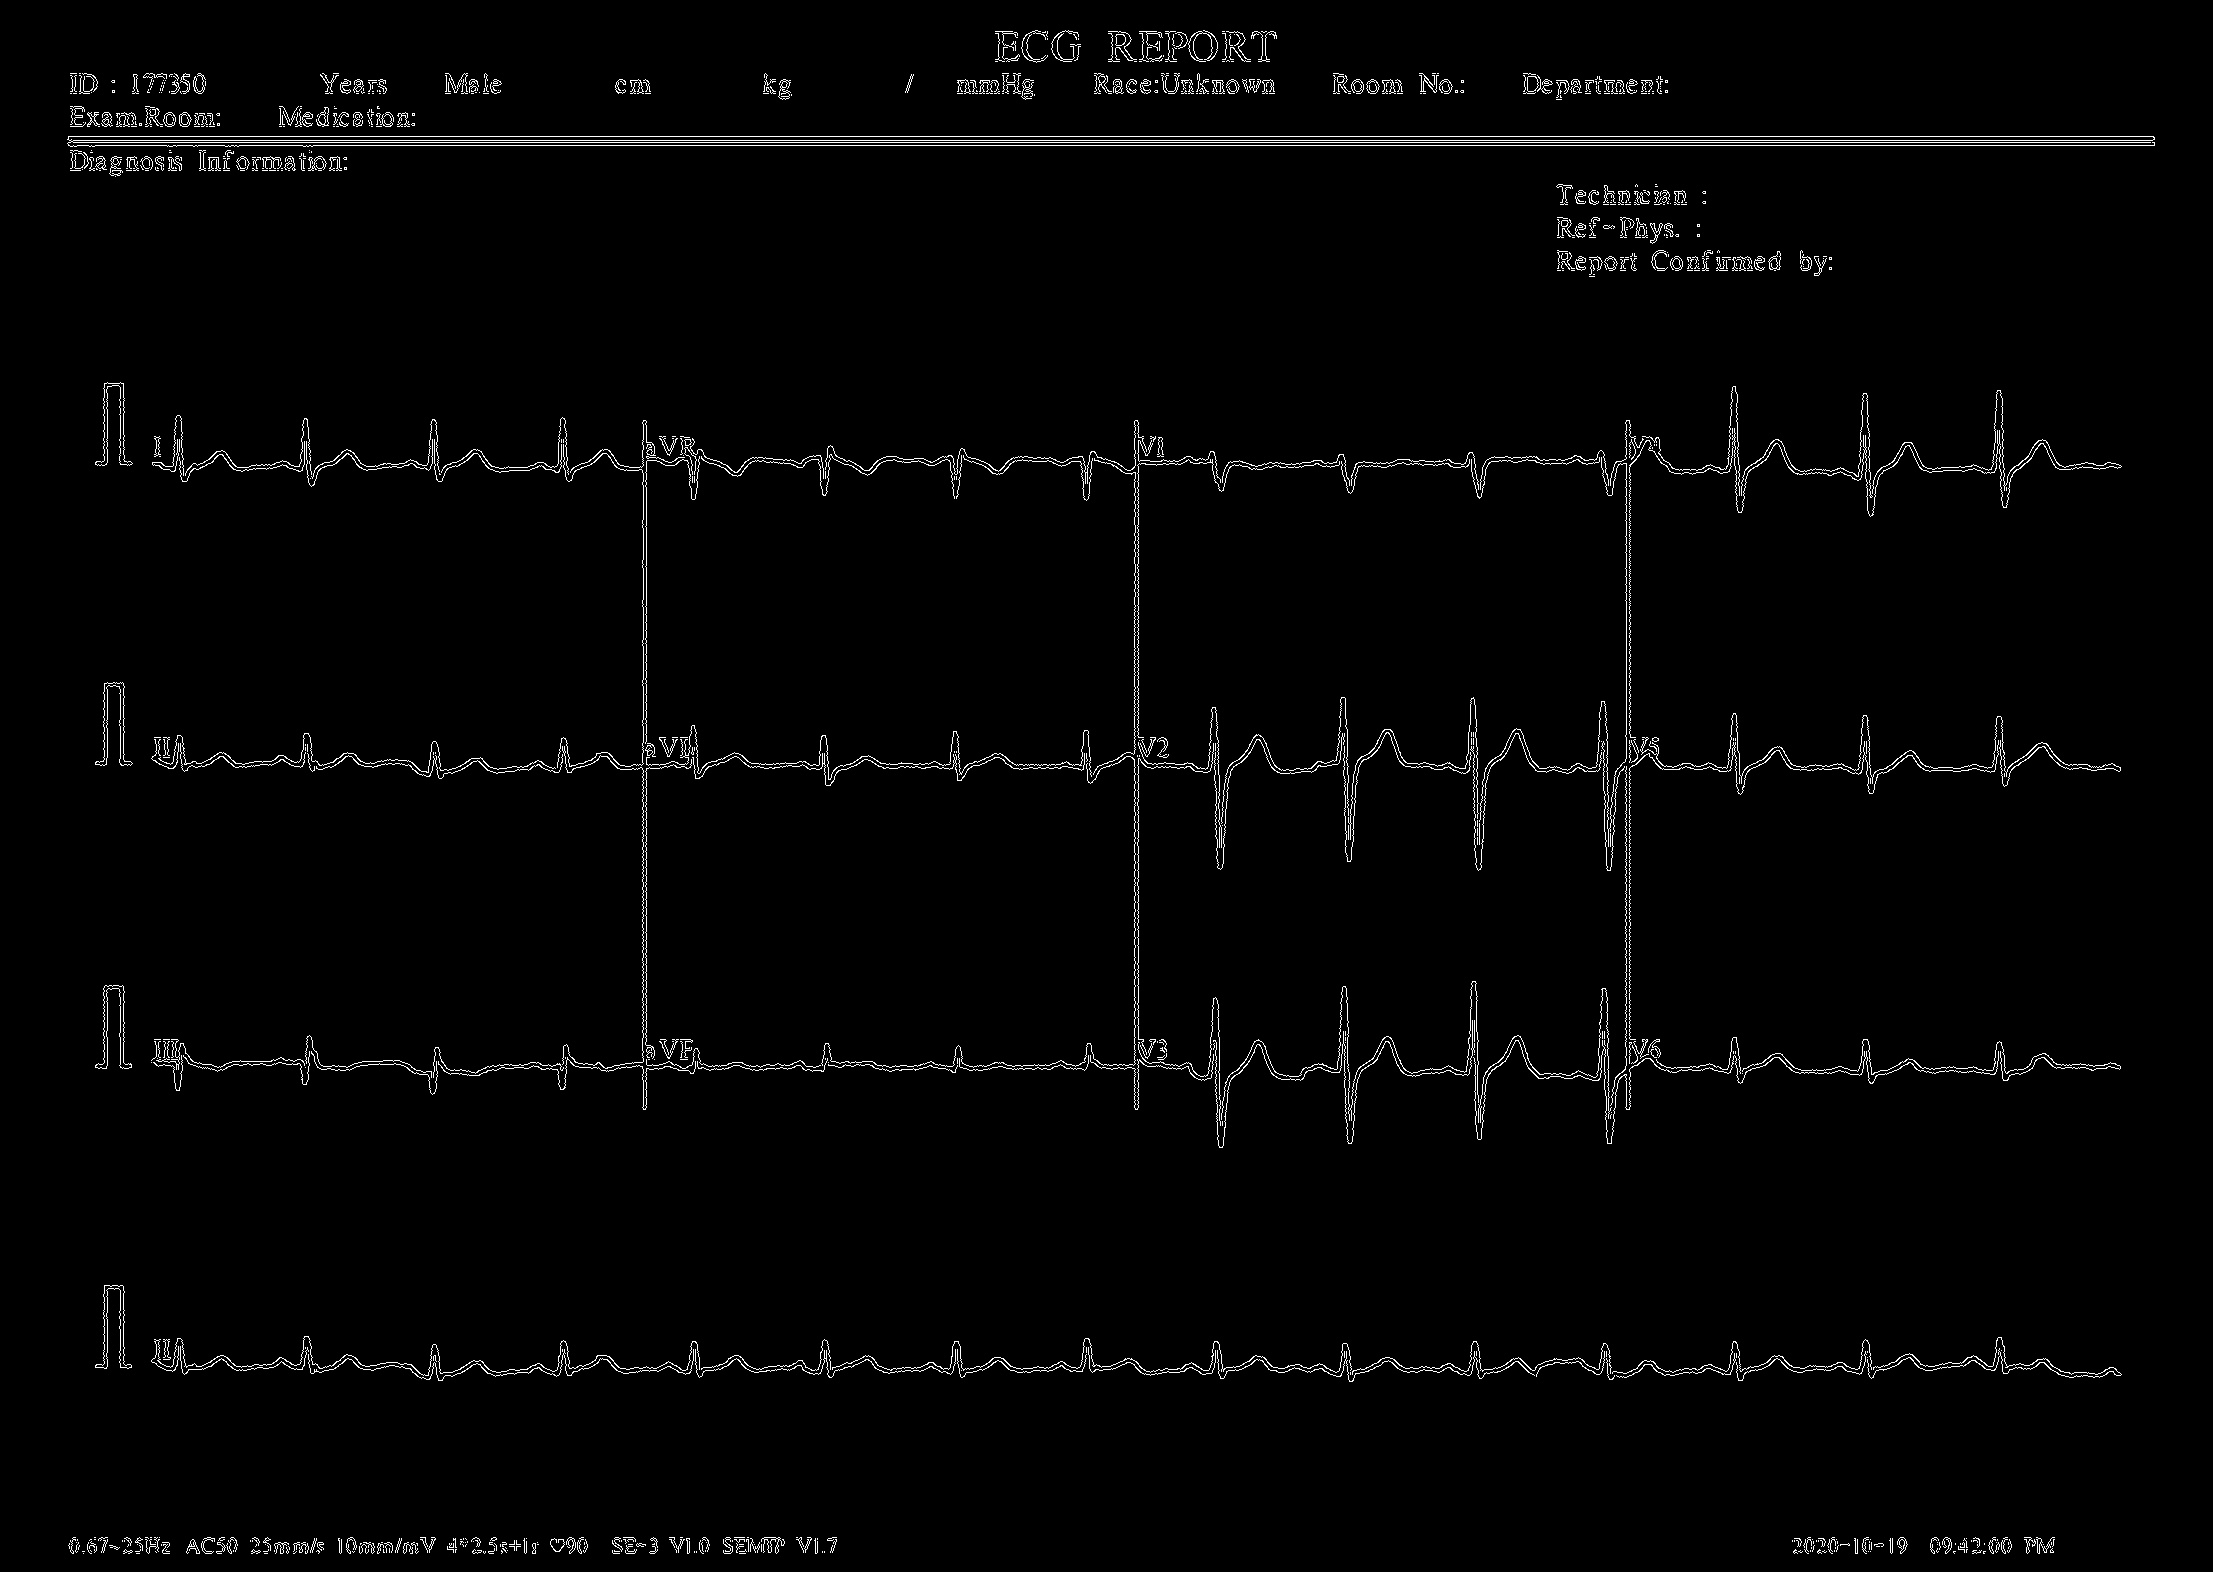 ECG REPORT
ID : 177350 Years Male cm kg / mmHg Race:Unknown Room No.: Department:
Exam.Room: Medication:
Diagnosis Information:
Technician :
Ref-Phys. :
Report Confirmed by:
I aVR V1 V4
II aVL V2 V5
III aVF V3 V6
II
0.67~25Hz AC50 25mm/s 10mm/mV 4*2.5s+1r ♡90 SE-3 V1.0 SEMIP V1.7 2020-10-19 09:42:00 PM